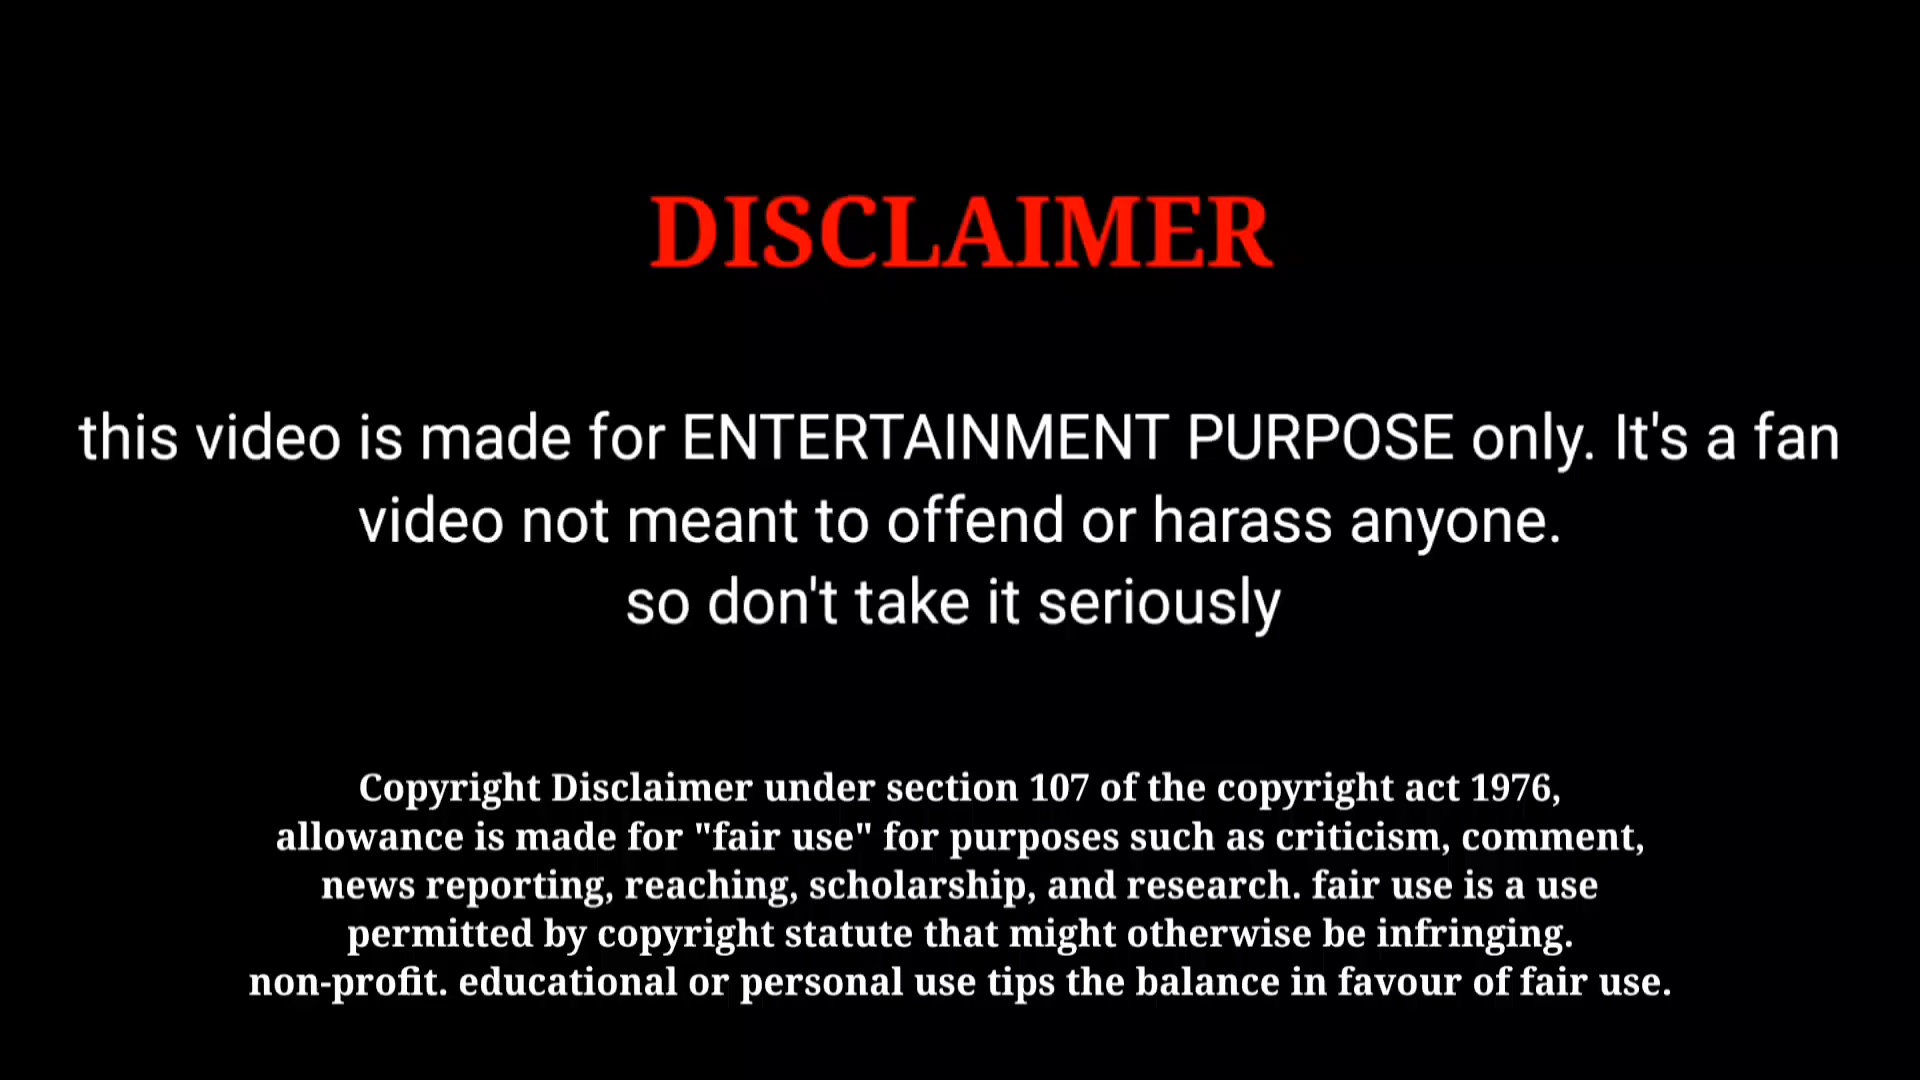 DISCLAIMER
this video is made for ENTERTAINMENT PURPOSE only. It's a fan
video not meant to offend or harass anyone.
so don't take it seriously
Copyright Disclaimer under section 107 of the copyright act 1976,
allowance is made for "fair use" for purposes such as criticism, comment,
news reporting, reaching, scholarship, and research. fair use is a use
permitted by copyright statute that might otherwise be infringing.
non-profit. educational or personal use tips the balance in favour of fair use.